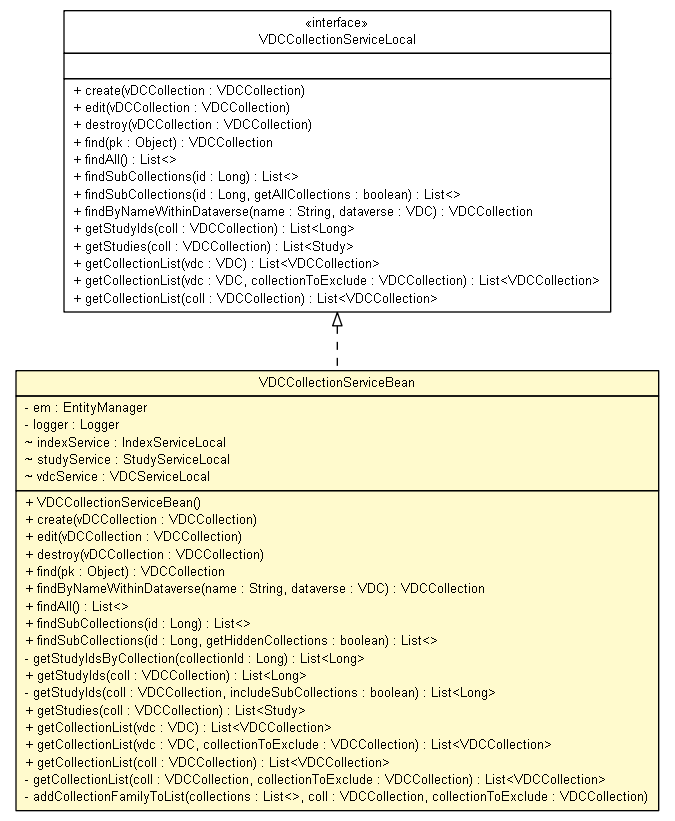 «interface»
VDCCollectionServiceLocal
+ create(vDCCollection : VDCCollection)
+ edit(vDCCollection : VDCCollection)
+ destroy(vDCCollection : VDCCollection)
+ find(pk : Object) : VDCCollection
+ findAll() : List<>
+ findSubCollections(id : Long) : List<>
+ findSubCollections(id : Long, getAllCollections : boolean) : List<>
+ findByNameWithinDataverse(name : String, dataverse : VDC) : VDCCollection
+ getStudyIds(coll : VDCCollection) : List<Long>
+ getStudies(coll : VDCCollection) : List<Study>
+ getCollectionList(vdc : VDC) : List<VDCCollection>
+ getCollectionList(vdc : VDC, collectionToExclude : VDCCollection) : List<VDCCollection>
+ getCollectionList(coll : VDCCollection) : List<VDCCollection>
VDCCollectionServiceBean
- em : EntityManager
- logger : Logger
~ indexService : IndexServiceLocal
~ studyService : StudyServiceLocal
~ vdcService : VDCServiceLocal
+ VDCCollectionServiceBean()
+ create(vDCCollection : VDCCollection)
+ edit(vDCCollection : VDCCollection)
+ destroy(vDCCollection : VDCCollection)
+ find(pk : Object) : VDCCollection
+ findByNameWithinDataverse(name : String, dataverse : VDC) : VDCCollection
+ findAll() : List<>
+ findSubCollections(id : Long) : List<>
+ findSubCollections(id : Long, getHiddenCollections : boolean) : List<>
- getStudyIdsByCollection(collectionId : Long) : List<Long>
+ getStudyIds(coll : VDCCollection) : List<Long>
- getStudyIds(coll : VDCCollection, includeSubCollections : boolean) : List<Long>
+ getStudies(coll : VDCCollection) : List<Study>
+ getCollectionList(vdc : VDC) : List<VDCCollection>
+ getCollectionList(vdc : VDC, collectionToExclude : VDCCollection) : List<VDCCollection>
+ getCollectionList(coll : VDCCollection) : List<VDCCollection>
- getCollectionList(coll : VDCCollection, collectionToExclude : VDCCollection) : List<VDCCollection>
- addCollectionFamilyToList(collections : List<>, coll : VDCCollection, collectionToExclude : VDCCollection)